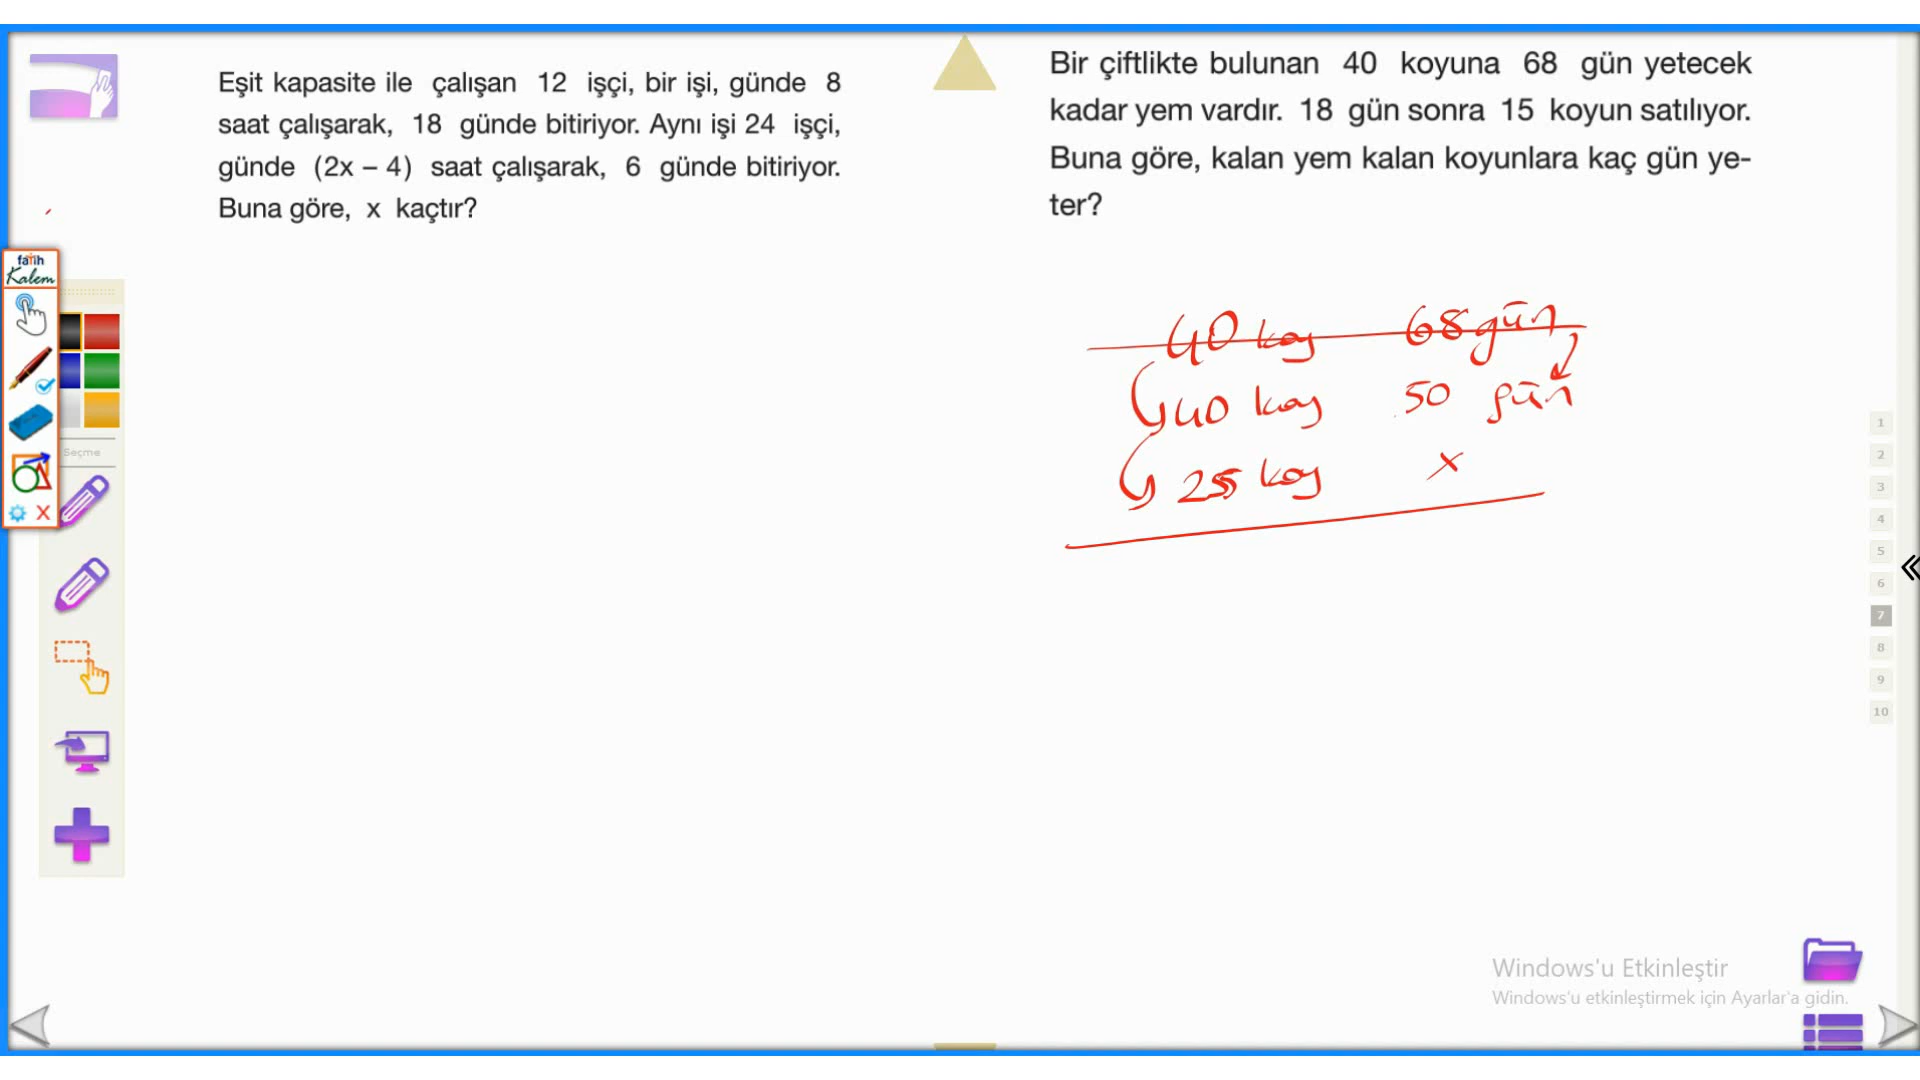 Eşit kapasite ile çalışan 12 işçi, bir işi, günde 8
saat çalışarak, 18 günde bitiriyor. Aynı işi 24 işçi,
günde (2x – 4) saat çalışarak, 6 günde bitiriyor.
Buna göre, x kaçtır?
Bir çiftlikte bulunan 40 koyuna 68 gün yetecek
kadar yem vardır. 18 gün sonra 15 koyun satılıyor.
Buna göre, kalan yem kalan koyunlara kaç gün ye-
ter?
40 koy 68 gün
40 koy 50 gün
25 koy x
fatih
Kalem
Seçme
1
2
3
4
5
6
7
8
9
10
Windows'u Etkinleştir
Windows'u etkinleştirmek için Ayarlar'a gidin.